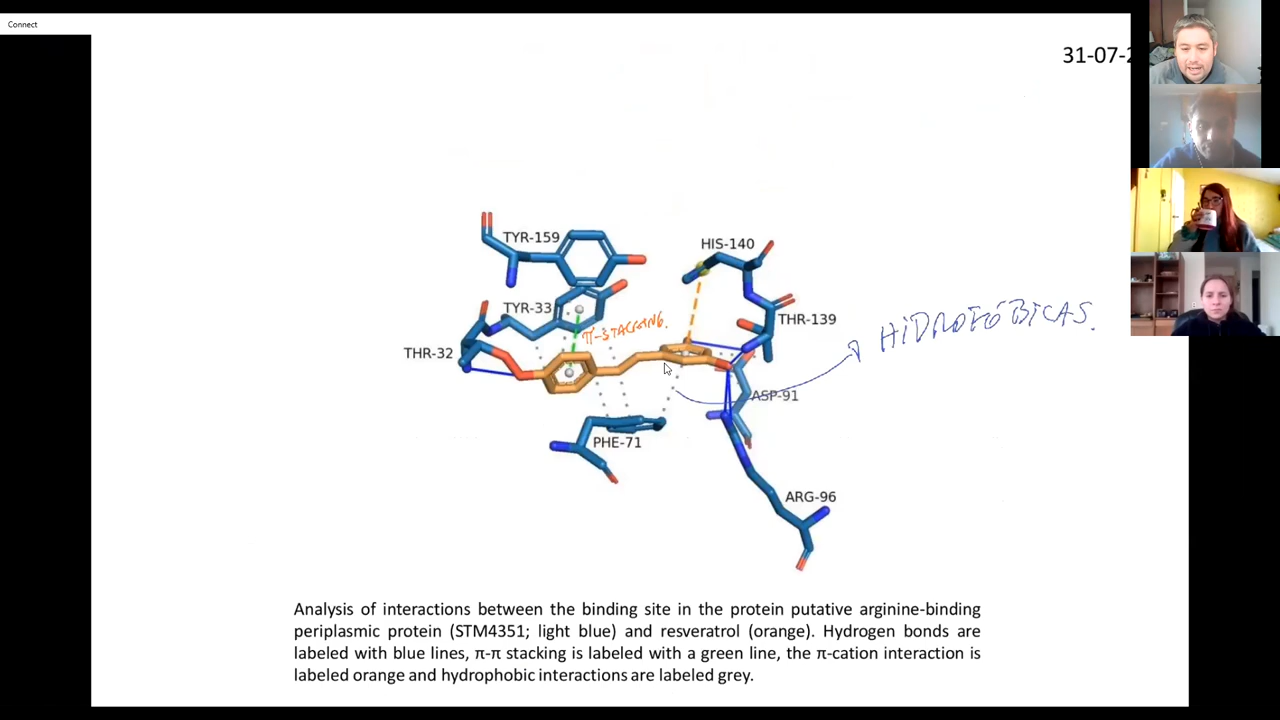 Connect
31-07-2
TYR-159
HIS-140
TYR-33
π-STACKING.
THR-139
HIDROFÓBICAS.
THR-32
ASP-91
PHE-71
ARG-96
Analysis of interactions between the binding site in the protein putative arginine-binding
periplasmic protein (STM4351; light blue) and resveratrol (orange). Hydrogen bonds are
labeled with blue lines, π-π stacking is labeled with a green line, the π-cation interaction is
labeled orange and hydrophobic interactions are labeled grey.